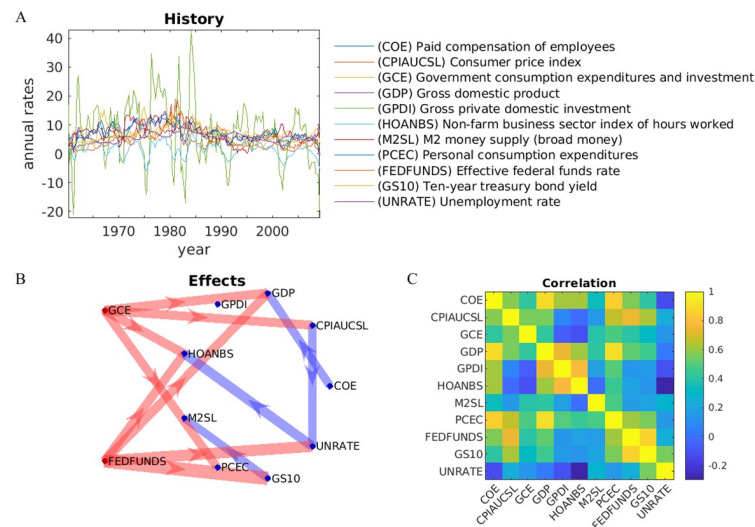 A
History
annual rates
40
30
20
10
0
-10
-20
1970
1980
1990
2000
year
(COE) Paid compensation of employees
(CPIAUCSL) Consumer price index
(GCE) Government consumption expenditures and investment
(GDP) Gross domestic product
(GPDI) Gross private domestic investment
(HOANBS) Non-farm business sector index of hours worked
(M2SL) M2 money supply (broad money)
(PCEC) Personal consumption expenditures
(FEDFUNDS) Effective federal funds rate
(GS10) Ten-year treasury bond yield
(UNRATE) Unemployment rate
B
Effects
GDP
GCE
GPDI
CPIAUCSL
HOANBS
COE
M2SL
UNRATE
FEDFUNDS
PCEC
GS10
C
Correlation
COE
CPIAUCSL
GCE
GDP
GPDI
HOANBS
M2SL
PCEC
FEDFUNDS
GS10
UNRATE
COE
CPIAUCSL
GCE
GDP
GPDI
HOANBS
M2SL
PCEC
FEDFUNDS
GS10
UNRATE
1
0.8
0.6
0.4
0.2
0
-0.2